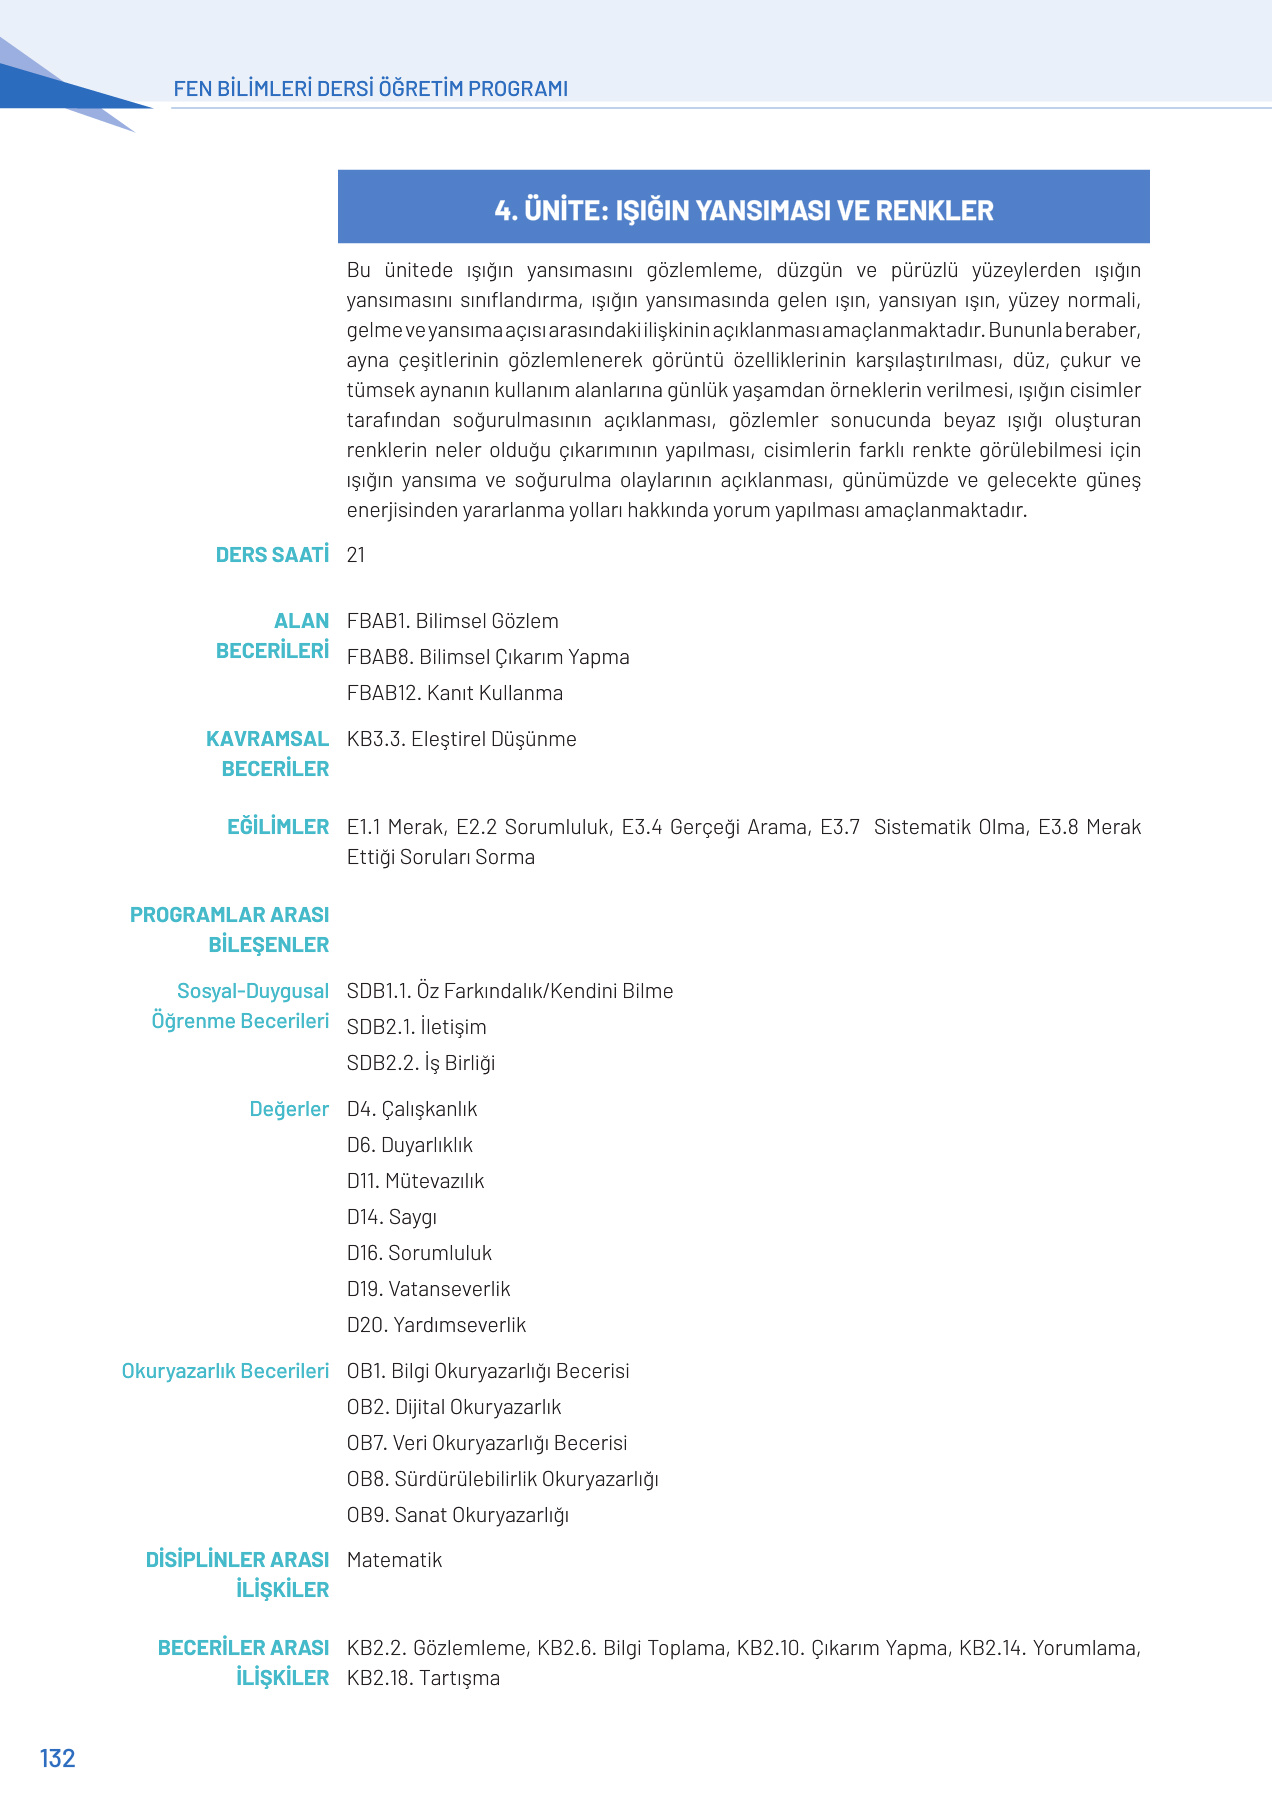 FEN BİLİMLERİ DERSİ ÖĞRETİM PROGRAMI
4. ÜNİTE: IŞIĞIN YANSIMASI VE RENKLER
Bu ünitede ışığın yansımasını gözlemleme, düzgün ve pürüzlü yüzeylerden ışığın
yansımasını sınıflandırma, ışığın yansımasında gelen ışın, yansıyan ışın, yüzey normali,
gelme ve yansıma açısı arasındaki ilişkinin açıklanması amaçlanmaktadır. Bununla beraber,
ayna çeşitlerinin gözlemlenerek görüntü özelliklerinin karşılaştırılması, düz, çukur ve
tümsek aynanın kullanım alanlarına günlük yaşamdan örneklerin verilmesi, ışığın cisimler
tarafından soğurulmasının açıklanması, gözlemler sonucunda beyaz ışığı oluşturan
renklerin neler olduğu çıkarımının yapılması, cisimlerin farklı renkte görülebilmesi için
ışığın yansıma ve soğurulma olaylarının açıklanması, günümüzde ve gelecekte güneş
enerjisinden yararlanma yolları hakkında yorum yapılması amaçlanmaktadır.
DERS SAATİ 21
ALAN BECERİLERİ
FBAB1. Bilimsel Gözlem
FBAB8. Bilimsel Çıkarım Yapma
FBAB12. Kanıt Kullanma
KAVRAMSAL
BECERİLER
KB3.3. Eleştirel Düşünme
EĞİLİMLER
E1.1 Merak, E2.2 Sorumluluk, E3.4 Gerçeği Arama, E3.7 Sistematik Olma, E3.8 Merak
Ettiği Soruları Sorma
PROGRAMLAR ARASI
BİLEŞENLER
Sosyal-Duygusal
Öğrenme Becerileri
SDB1.1. Öz Farkındalık/Kendini Bilme
SDB2.1. İletişim
SDB2.2. İş Birliği
Değerler
D4. Çalışkanlık
D6. Duyarlıklık
D11. Mütevazılık
D14. Saygı
D16. Sorumluluk
D19. Vatanseverlik
D20. Yardımseverlik
Okuryazarlık Becerileri
OB1. Bilgi Okuryazarlığı Becerisi
OB2. Dijital Okuryazarlık
OB7. Veri Okuryazarlığı Becerisi
OB8. Sürdürülebilirlik Okuryazarlığı
OB9. Sanat Okuryazarlığı
DİSİPLİNLER ARASI
İLİŞKİLER
Matematik
BECERİLER ARASI
İLİŞKİLER
KB2.2. Gözlemleme, KB2.6. Bilgi Toplama, KB2.10. Çıkarım Yapma, KB2.14. Yorumlama,
KB2.18. Tartışma
132